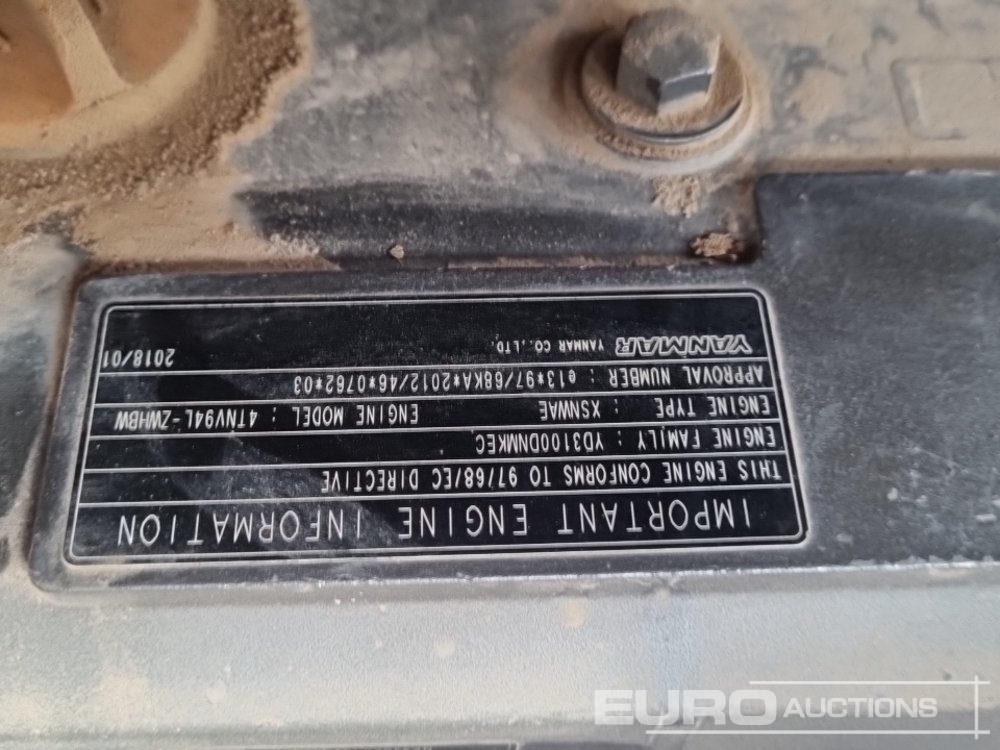 IMPORTANT ENGINE INFORMATION
THIS ENGINE CONFORMS TO 97/68/EC DIRECTIVE
ENGINE FAMILY : YD3100DNMKEC
ENGINE TYPE : XSNWAE ENGINE MODEL : 4TNV94L-ZWHBW
APPROVAL NUMBER : e13*97/68KA*2012/46*0762*03
YANMAR YANMAR CO.,LTD. 2018/01
EURO AUCTIONS